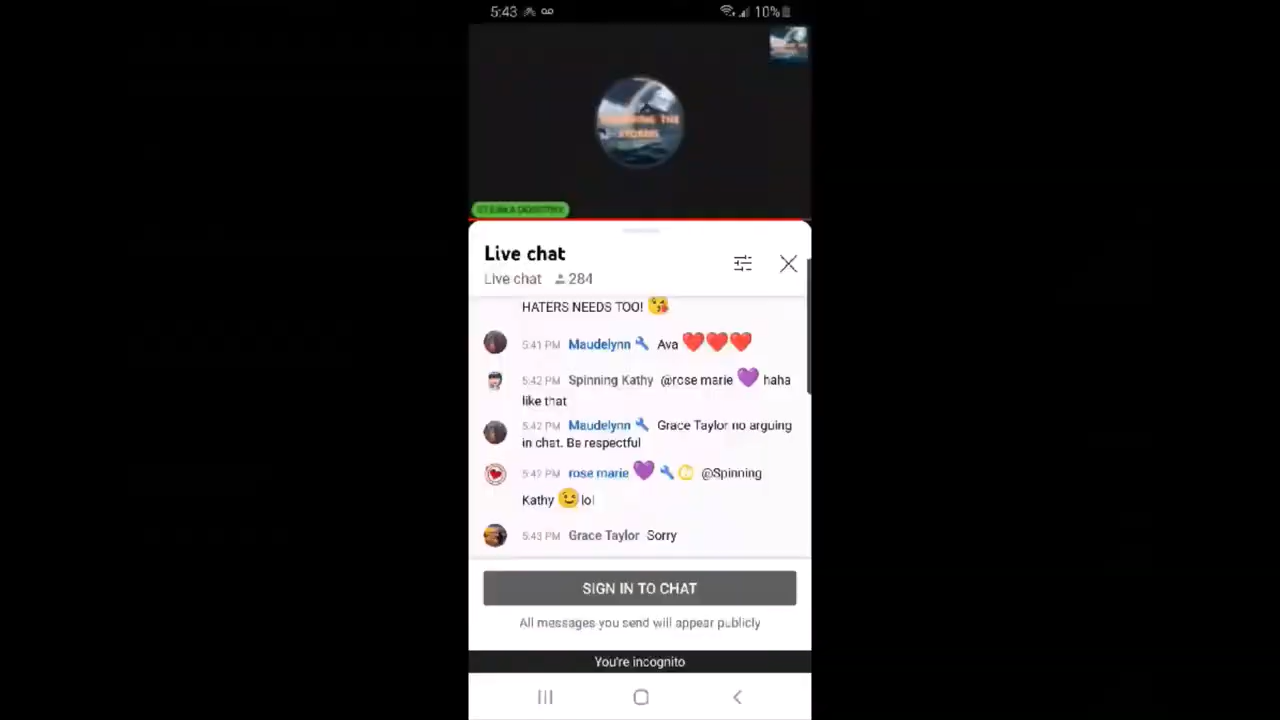 5:43
10%
THE
STORMS
Live chat
Live chat 284
HATERS NEEDS TOO! 😘
5:41 PM Maudelynn Ava ❤️❤️❤️
5:42 PM Spinning Kathy @rose marie 💜 haha
like that
5:42 PM Maudelynn Grace Taylor no arguing
in chat. Be respectful
5:42 PM rose marie 💜 @Spinning
Kathy 😉 lol
5:43 PM Grace Taylor Sorry
SIGN IN TO CHAT
All messages you send will appear publicly
You're incognito